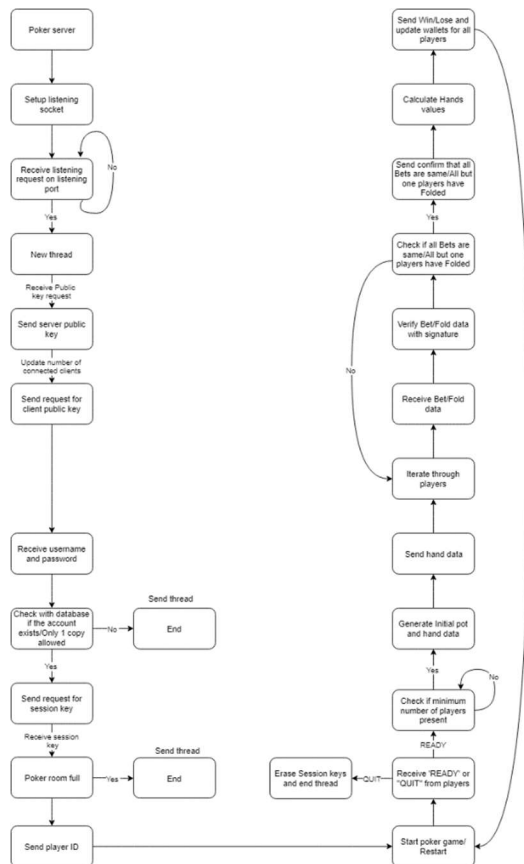 Poker server
Setup listening
socket
Receive listening
request on listening
port
No
Yes
New thread
Receive Public
key request
Send server public
key
Update number of
connected clients
Send request for
client public key
Receive username
and password
Check with database
if the account
exists/Only 1 copy
allowed
No
Send thread
End
Yes
Send request for
session key
Receive session
key
Poker room full
Yes
Send thread
End
Send player ID
Send Win/Lose and
update wallets for all
players
Calculate Hands
values
Send confirm that all
Bets are same/All but
one players have
Folded
Yes
Check if all Bets are
same/All but one
players have Folded
No
Verify Bet/Fold data
with signature
Receive Bet/Fold
data
Iterate through
players
Send hand data
Generate Initial pot
and hand data
Yes
No
Check if minimum
number of players
present
READY
Erase Session keys
and end thread
QUIT
Receive 'READY' or
"QUIT" from players
Start poker game/
Restart